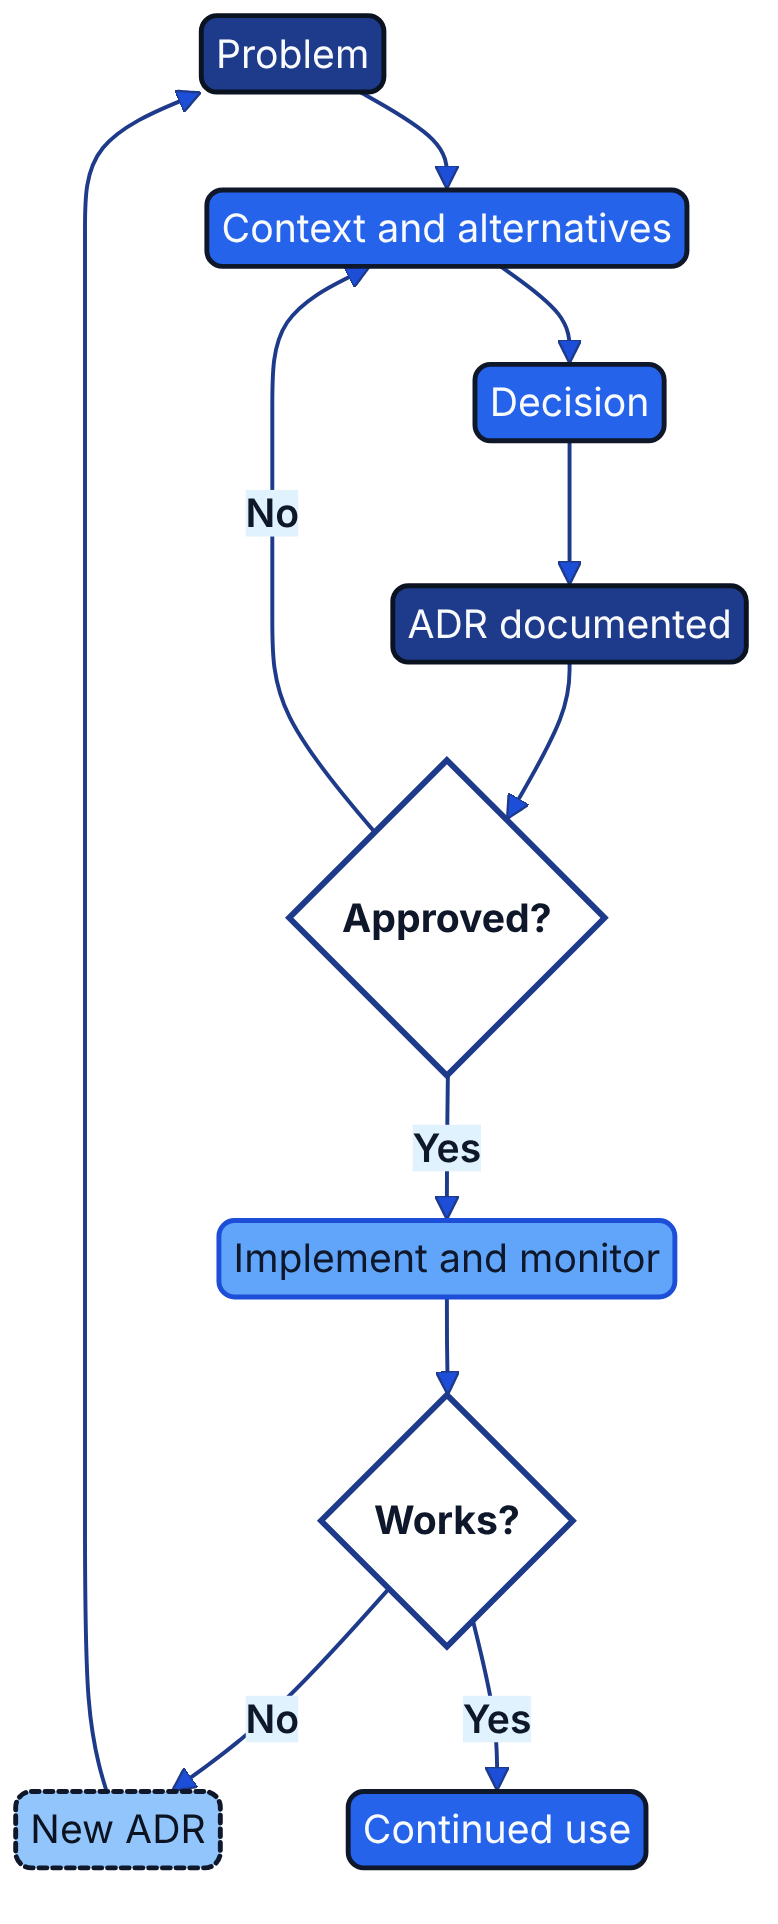 Problem
Context and alternatives
Decision
No
ADR documented
Approved?
Yes
Implement and monitor
Works?
No
Yes
New ADR
Continued use